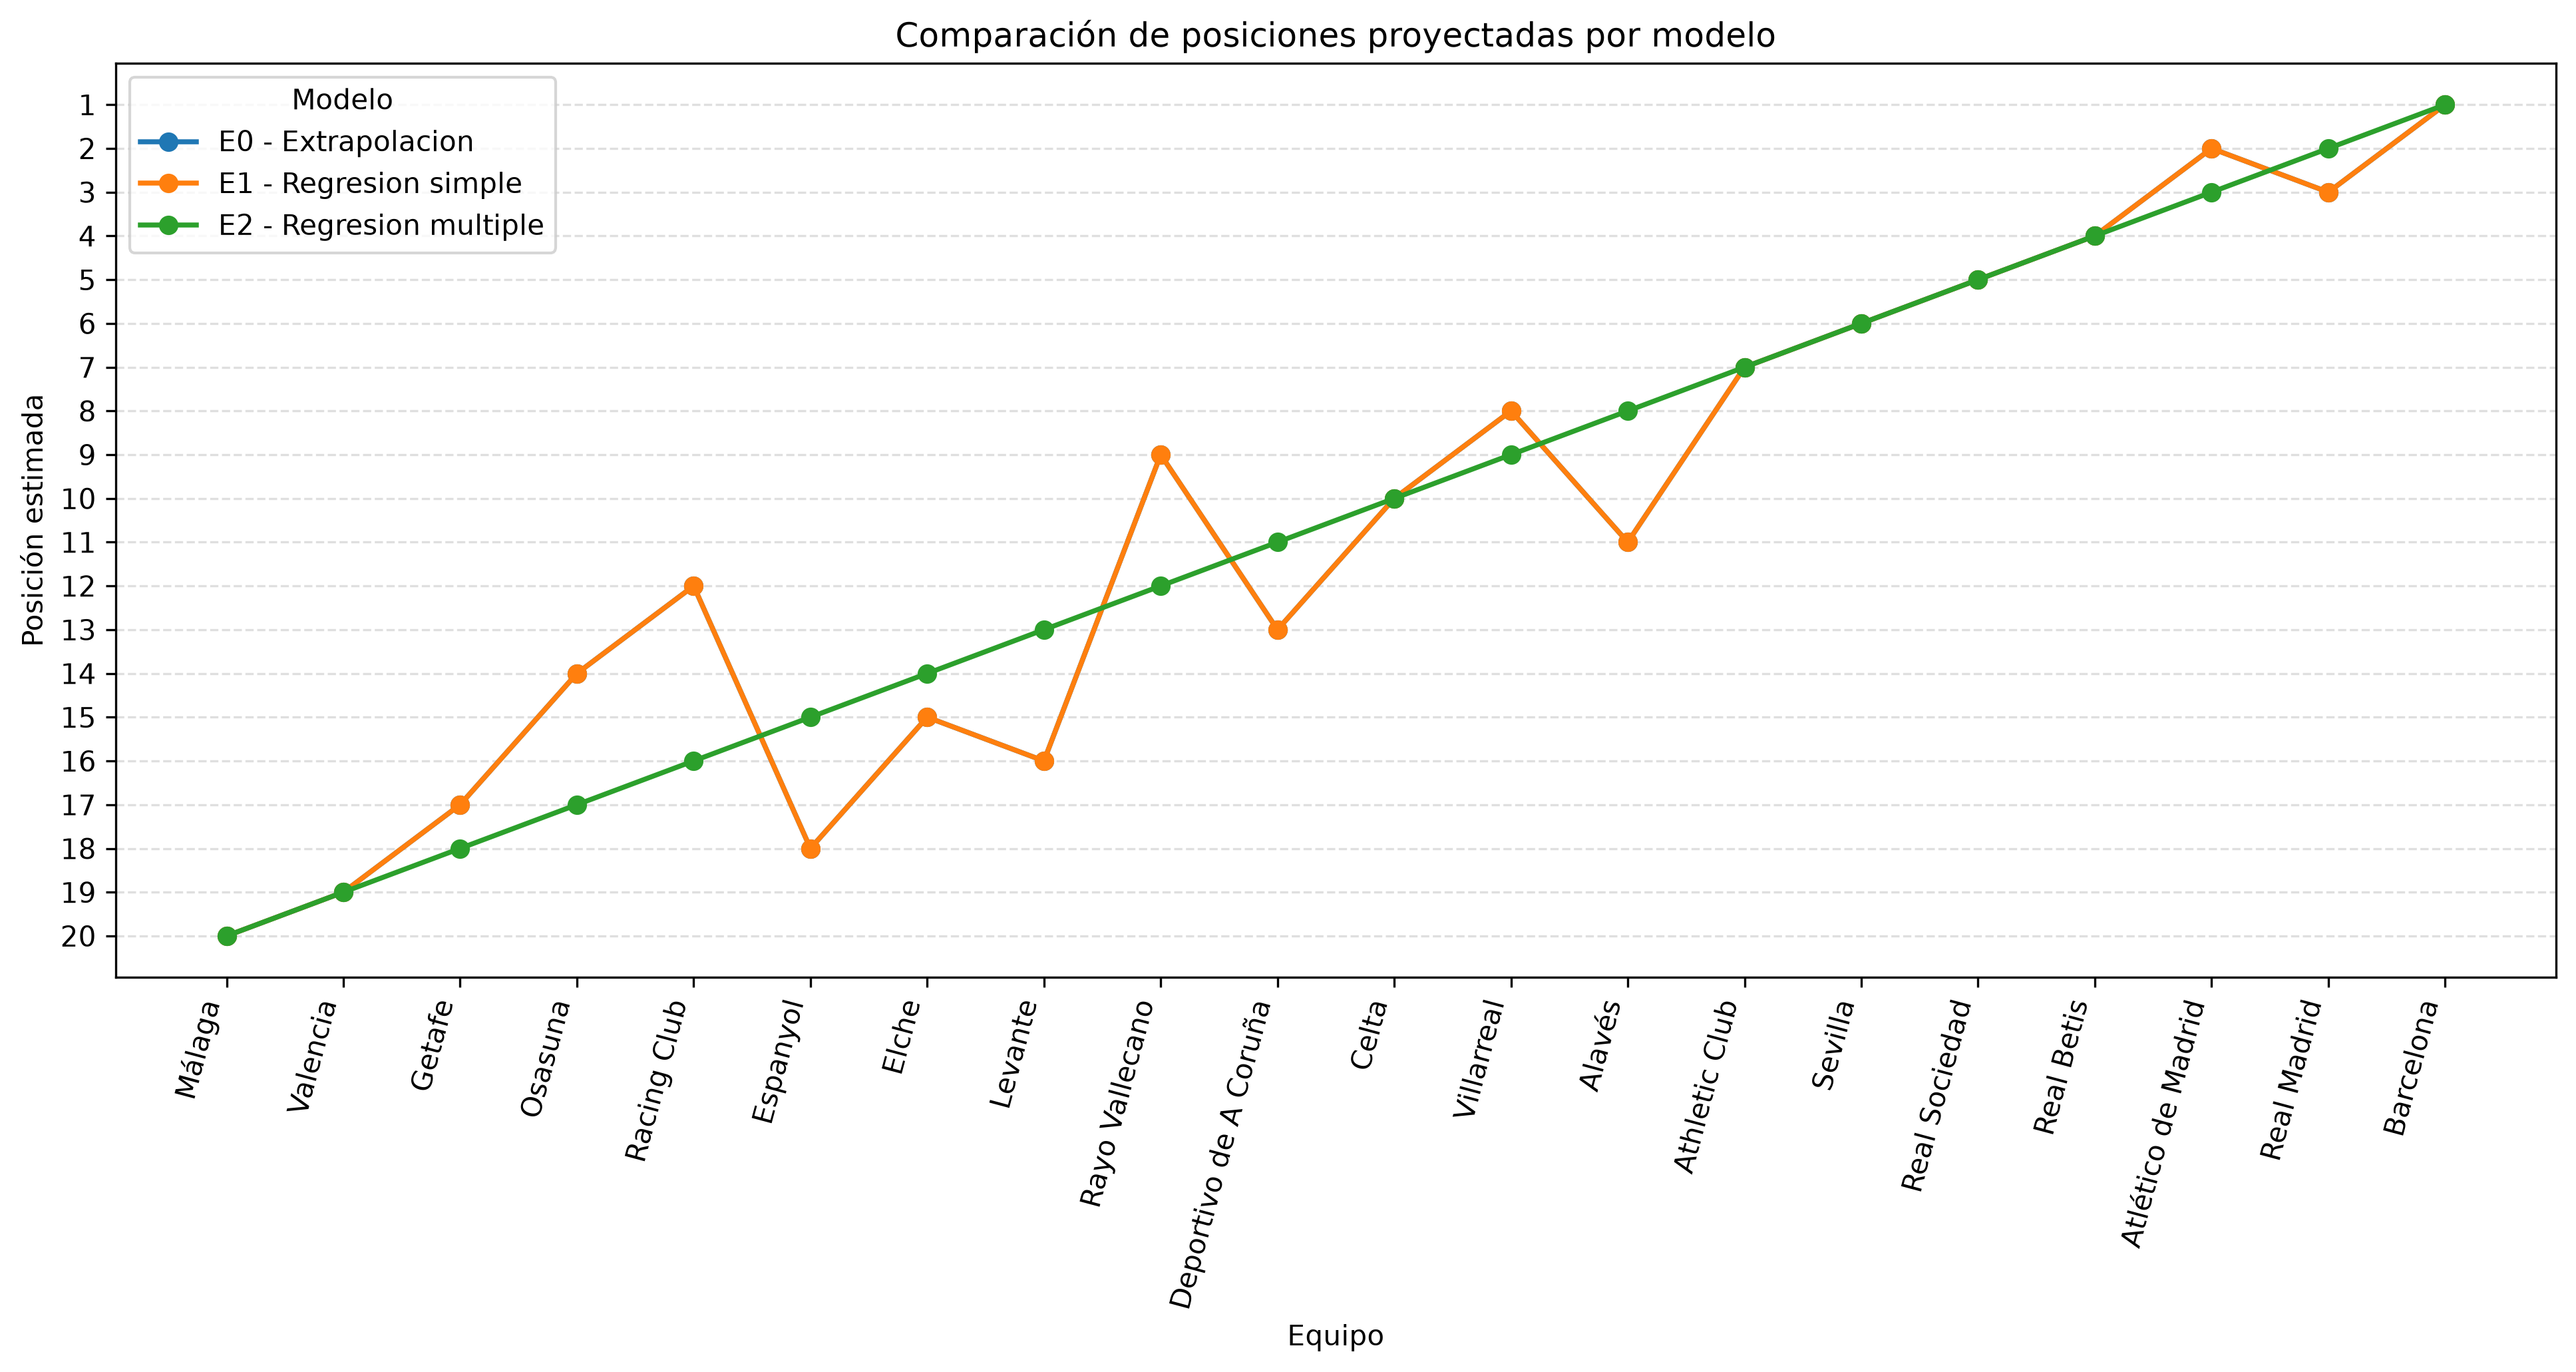 Comparación de posiciones proyectadas por modelo
Modelo
E0 - Extrapolacion
E1 - Regresion simple
E2 - Regresion multiple
Posición estimada
1
2
3
4
5
6
7
8
9
10
11
12
13
14
15
16
17
18
19
20
Málaga
Valencia
Getafe
Osasuna
Racing Club
Espanyol
Elche
Levante
Rayo Vallecano
Deportivo de A Coruña
Celta
Villarreal
Alavés
Athletic Club
Sevilla
Real Sociedad
Real Betis
Atlético de Madrid
Real Madrid
Barcelona
Equipo